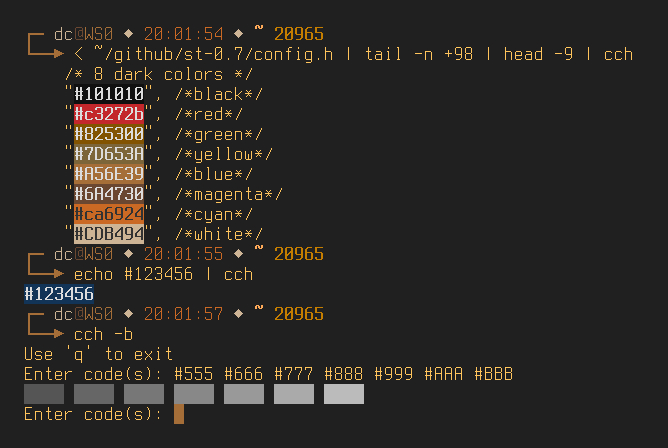 dc@WS0 ◆ 20:01:54 ◆ ~ 20965
< ~/github/st-0.7/config.h | tail -n +98 | head -9 | cch
/* 8 dark colors */
"#101010", /*black*/
"#c3272b", /*red*/
"#825300", /*green*/
"#7D653A", /*yellow*/
"#A56E39", /*blue*/
"#6A4730", /*magenta*/
"#ca6924", /*cyan*/
"#CDB494", /*white*/
dc@WS0 ◆ 20:01:55 ◆ ~ 20965
echo #123456 | cch
#123456
dc@WS0 ◆ 20:01:57 ◆ ~ 20965
cch -b
Use 'q' to exit
Enter code(s): #555 #666 #777 #888 #999 #AAA #BBB
Enter code(s):